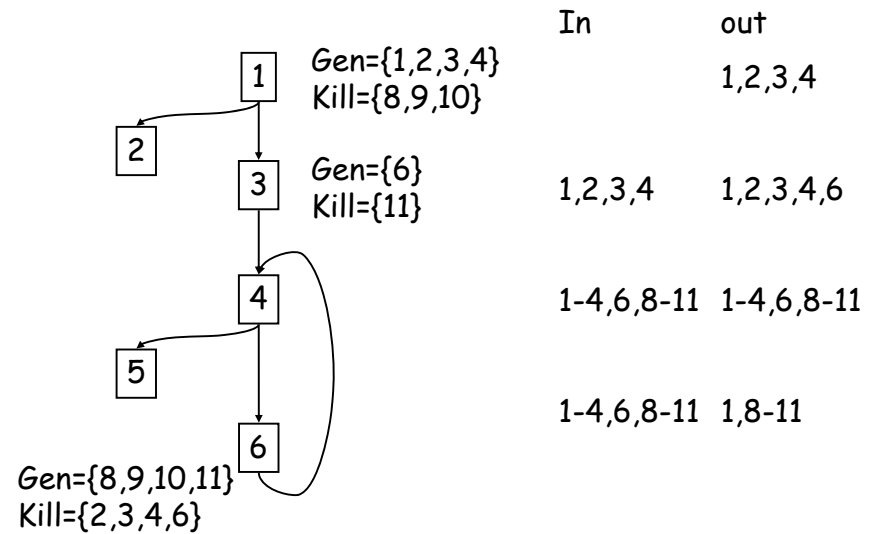 In out
1 Gen={1,2,3,4} 1,2,3,4
Kill={8,9,10}
2
3 Gen={6} 1,2,3,4 1,2,3,4,6
Kill={11}
4 1-4,6,8-11 1-4,6,8-11
5
1-4,6,8-11 1,8-11
6
Gen={8,9,10,11}
Kill={2,3,4,6}